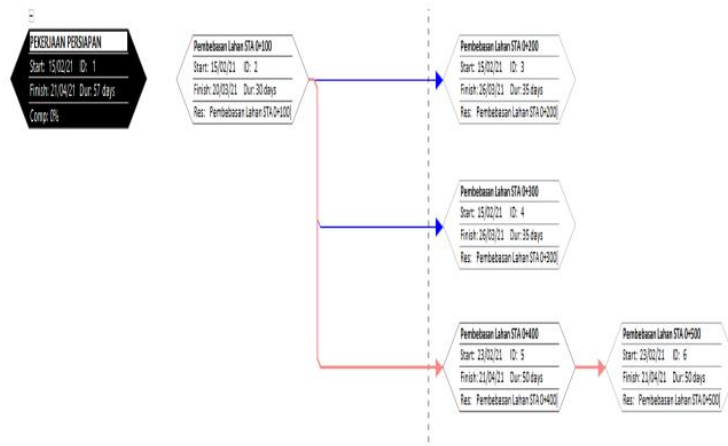 PEKERJAAN PERSIAPAN
Start: 15/02/21 ID: 1
Finish: 21/04/21 Dur: 57 days
Comp: 0%
Pembebasan Lahan STA 0+100
Start: 15/02/21 ID: 2
Finish: 20/03/21 Dur: 30 days
Res: Pembebasan Lahan STA 0+100[
Pembebasan Lahan STA 0+200
Start: 15/02/21 ID: 3
Finish: 26/03/21 Dur: 35 days
Res: Pembebasan Lahan STA 0+200[
Pembebasan Lahan STA 0+300
Start: 15/02/21 ID: 4
Finish: 26/03/21 Dur: 35 days
Res: Pembebasan Lahan STA 0+300[
Pembebasan Lahan STA 0+400
Start: 23/02/21 ID: 5
Finish: 21/04/21 Dur: 50 days
Res: Pembebasan Lahan STA 0+400[
Pembebasan Lahan STA 0+500
Start: 23/02/21 ID: 6
Finish: 21/04/21 Dur: 50 days
Res: Pembebasan Lahan STA 0+500[